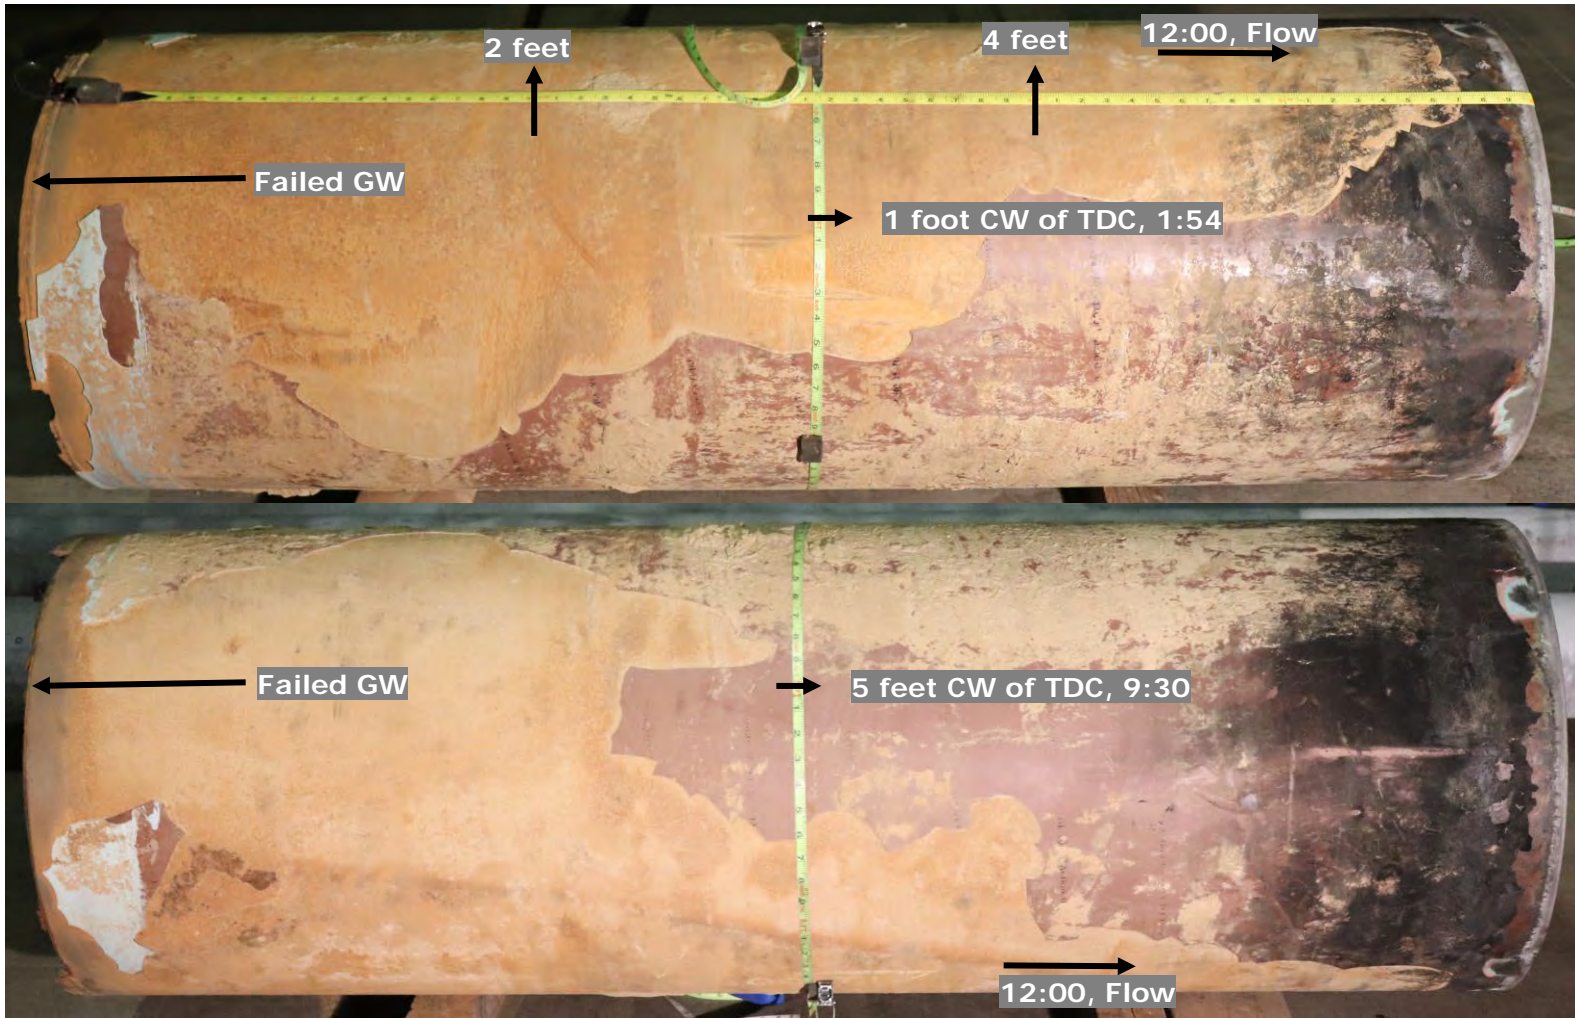 2 feet
4 feet
12:00, Flow
Failed GW
1 foot CW of TDC, 1:54
Failed GW
5 feet CW of TDC, 9:30
12:00, Flow